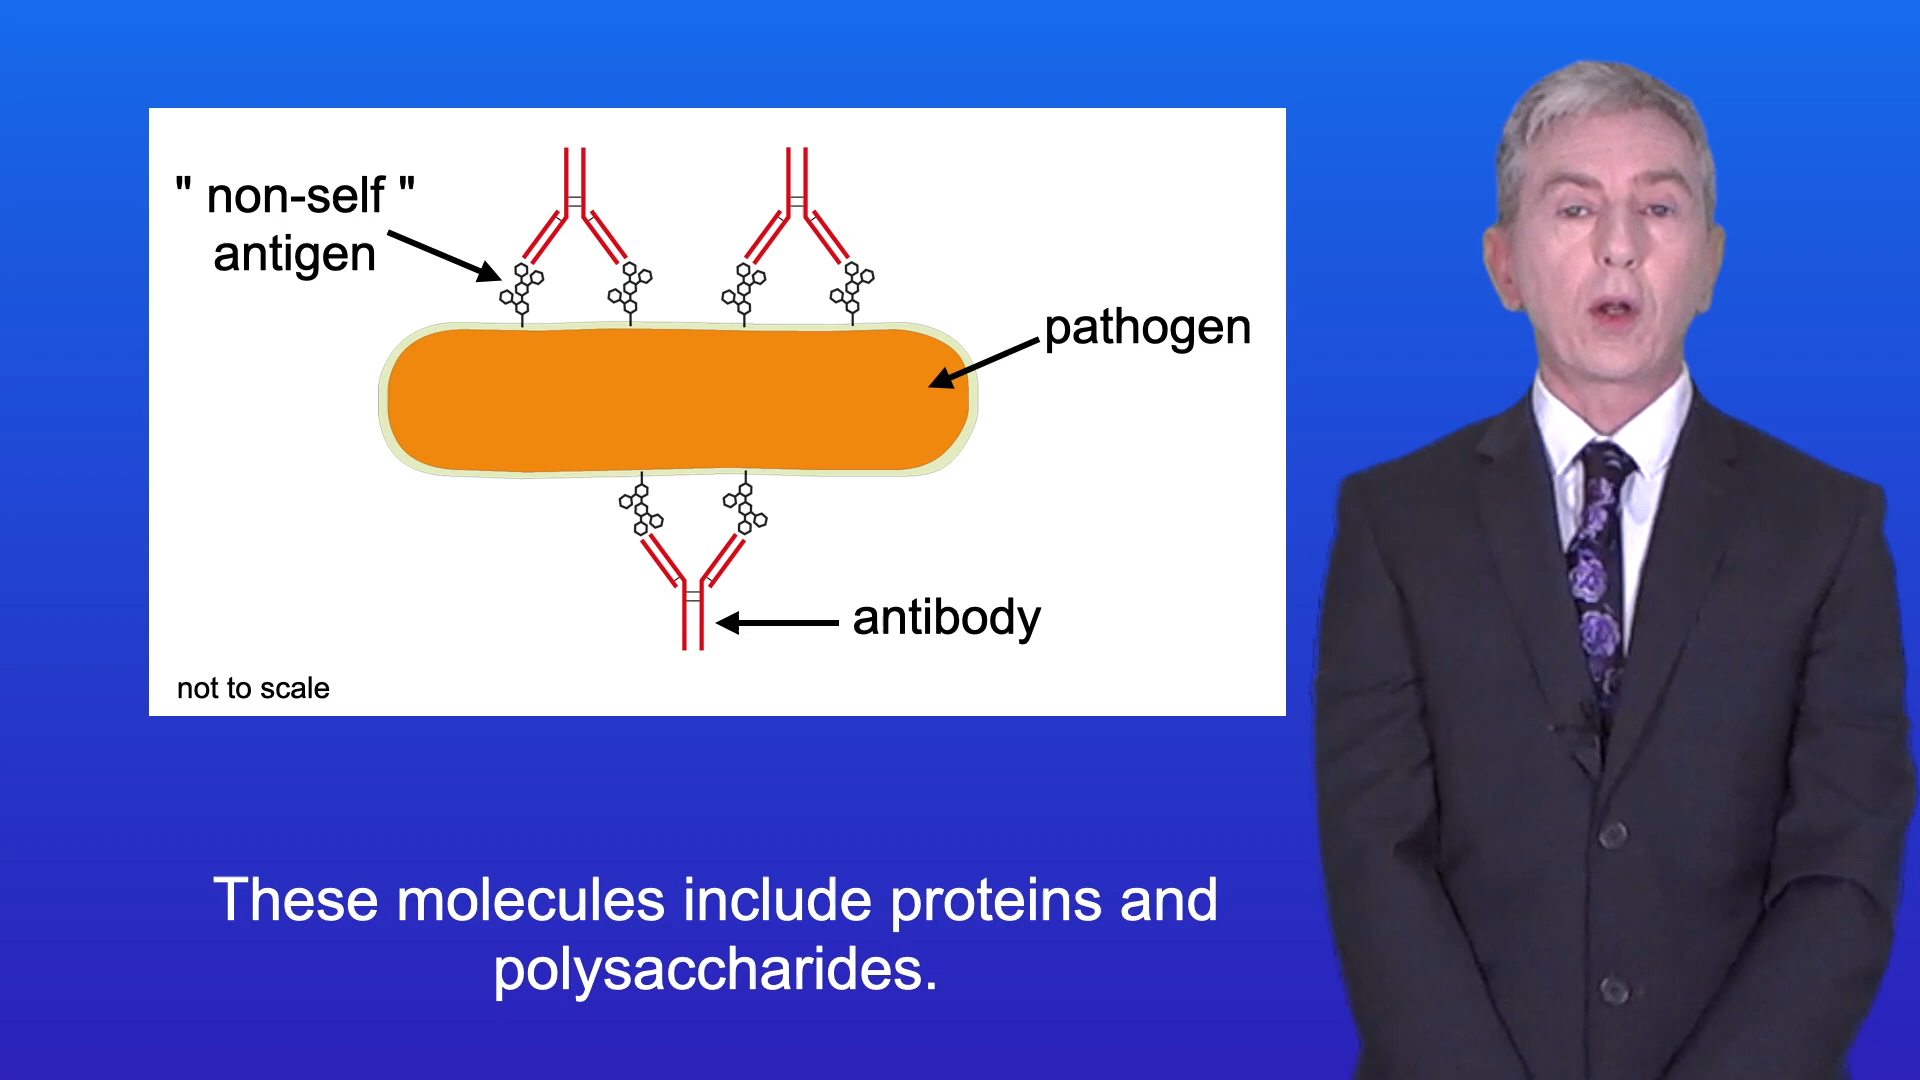 " non-self "
antigen
pathogen
antibody
not to scale
These molecules include proteins and
polysaccharides.